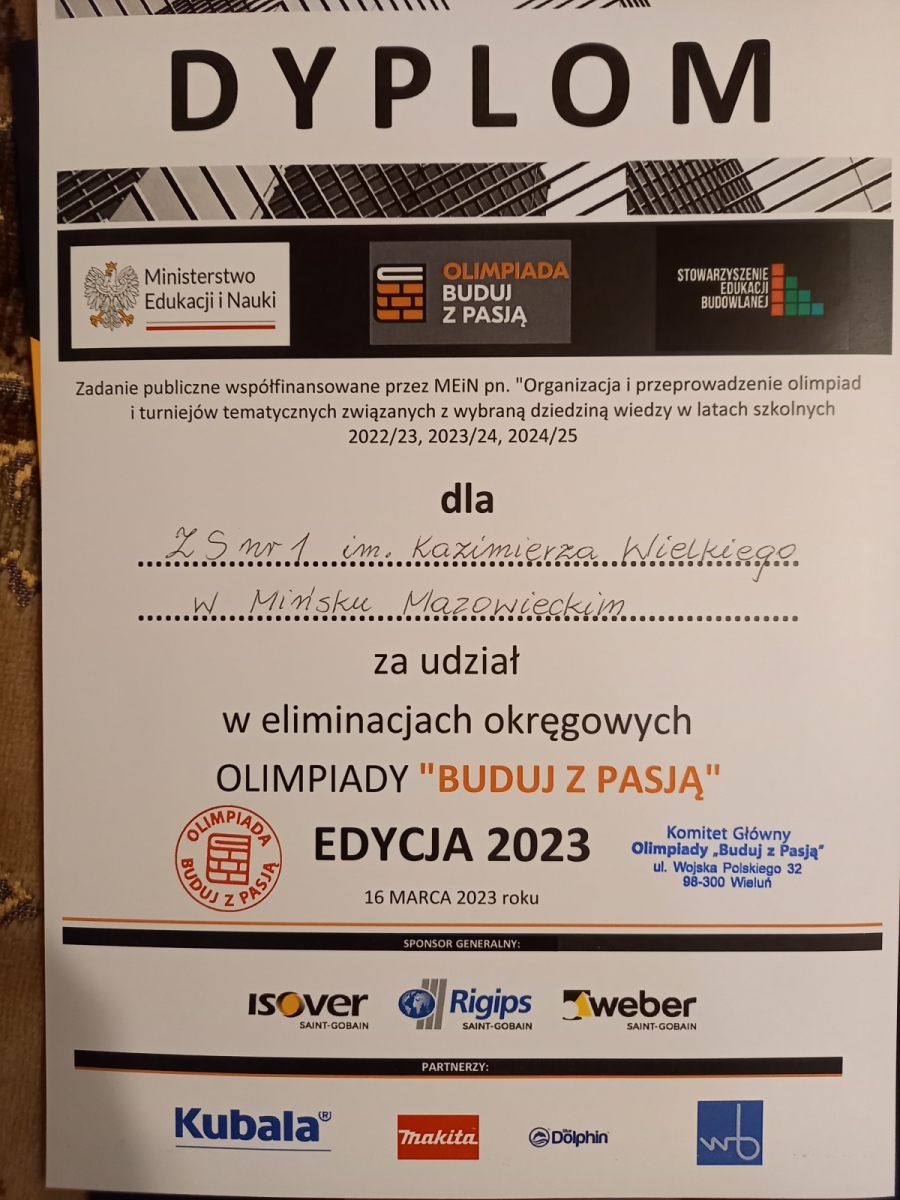 DYPLOM
Ministerstwo
Edukacji i Nauki
OLIMPIADA
BUDUJ
Z PASJĄ
STOWARZYSZENIE
EDUKACJI
BUDOWLANEJ
Zadanie publiczne współfinansowane przez MEiN pn. "Organizacja i przeprowadzenie olimpiad
i turniejów tematycznych związanych z wybraną dziedziną wiedzy w latach szkolnych
2022/23, 2023/24, 2024/25
dla
ZS nr 1 im. Kazimierza Wielkiego
w Mińsku Mazowieckim
za udział
w eliminacjach okręgowych
OLIMPIADY "BUDUJ Z PASJĄ"
EDYCJA 2023
16 MARCA 2023 roku
OLIMPIADA
BUDUJ Z PASJĄ
Komitet Główny
Olimpiady „Buduj z Pasją"
ul. Wojska Polskiego 32
98-300 Wieluń
SPONSOR GENERALNY:
ISOVER
SAINT-GOBAIN
Rigips
SAINT-GOBAIN
weber
SAINT-GOBAIN
PARTNERZY:
Kubala®
makita
Dolphin
wb